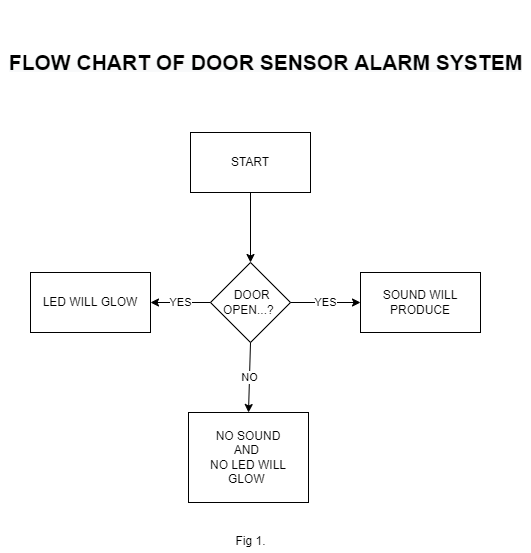 FLOW CHART OF DOOR SENSOR ALARM SYSTEM
START
DOOR
OPEN...?
LED WILL GLOW
YES
YES
SOUND WILL
PRODUCE
NO
NO SOUND
AND
NO LED WILL
GLOW
Fig 1.